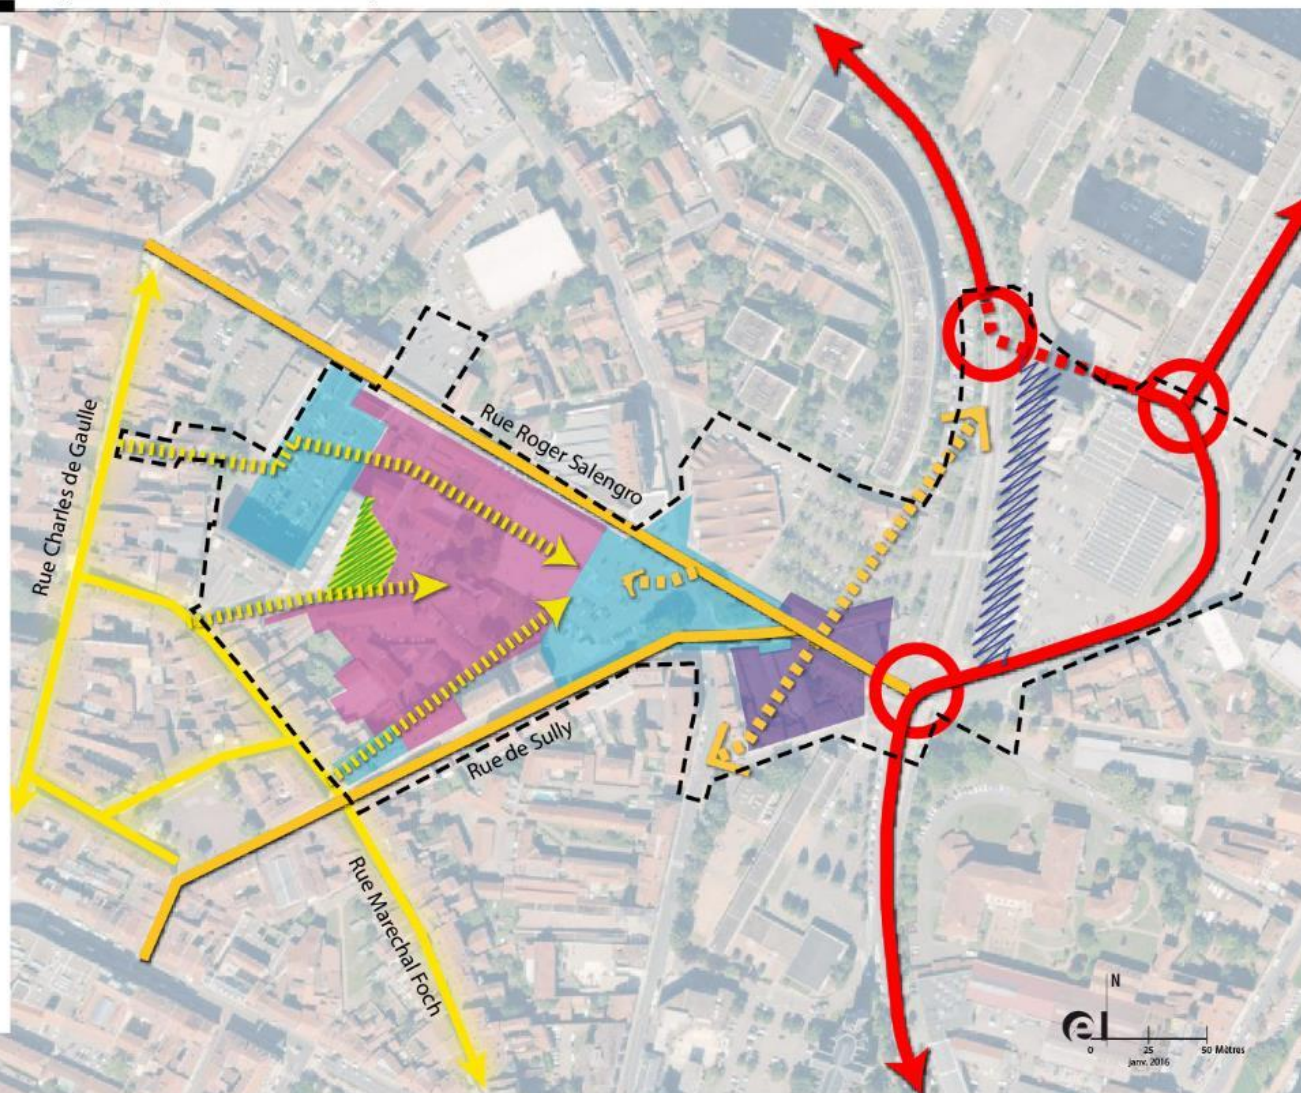 Rue Charles de Gaulle
Rue Roger Salengro
Rue de Sully
Rue Marechal Foch
N
0 25 50 Mètres
janv. 2016